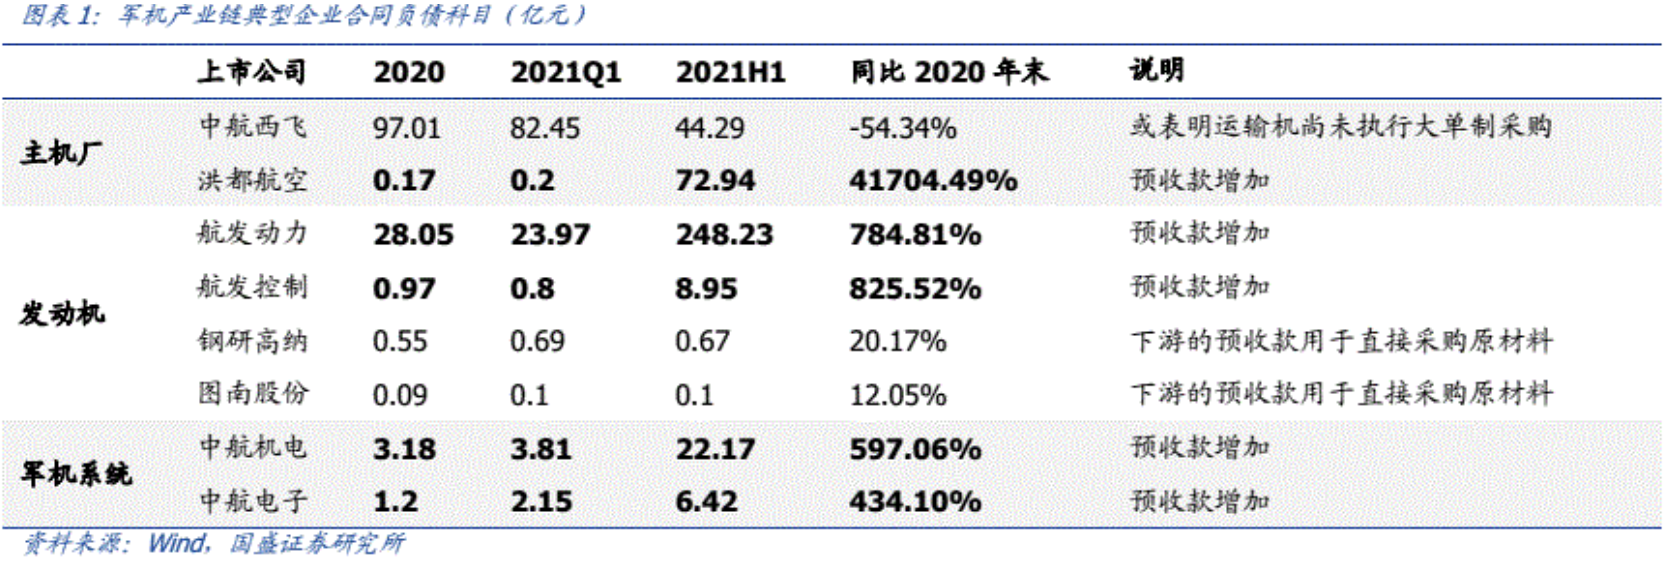 图表 1：军机产业链典型企业合同负债科目（亿元）
上市公司 2020 2021Q1 2021H1 同比 2020 年末 说明
主机厂
中航西飞 97.01 82.45 44.29 -54.34% 或表明运输机尚未执行大单制采购
洪都航空 0.17 0.2 72.94 41704.49% 预收款增加
发动机
航发动力 28.05 23.97 248.23 784.81% 预收款增加
航发控制 0.97 0.8 8.95 825.52% 预收款增加
钢研高纳 0.55 0.69 0.67 20.17% 下游的预收款用于直接采购原材料
图南股份 0.09 0.1 0.1 12.05% 下游的预收款用于直接采购原材料
军机系统
中航机电 3.18 3.81 22.17 597.06% 预收款增加
中航电子 1.2 2.15 6.42 434.10% 预收款增加
资料来源：Wind，国盛证券研究所